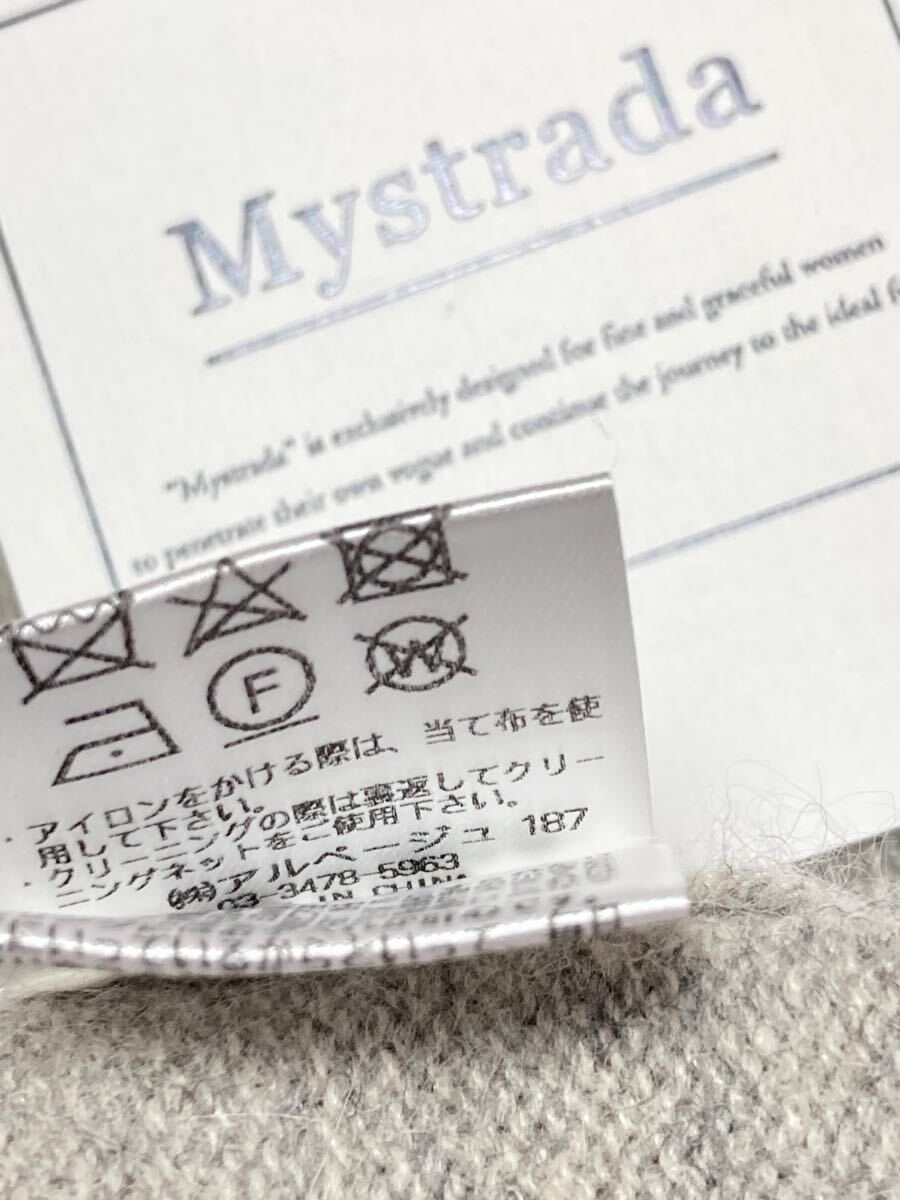 Mystrada
"Mystrada" is exclusively designed for fine and graceful women
to penetrate their own vogue and continue the journey to the ideal f
F
W
・アイロンをかける際は、当て布を使
用して下さい。
・クリーニングの際は裏返してクリー
ニングネットをご使用下さい。
㈱アルページュ 187
03-3478-5963
IN CHINA